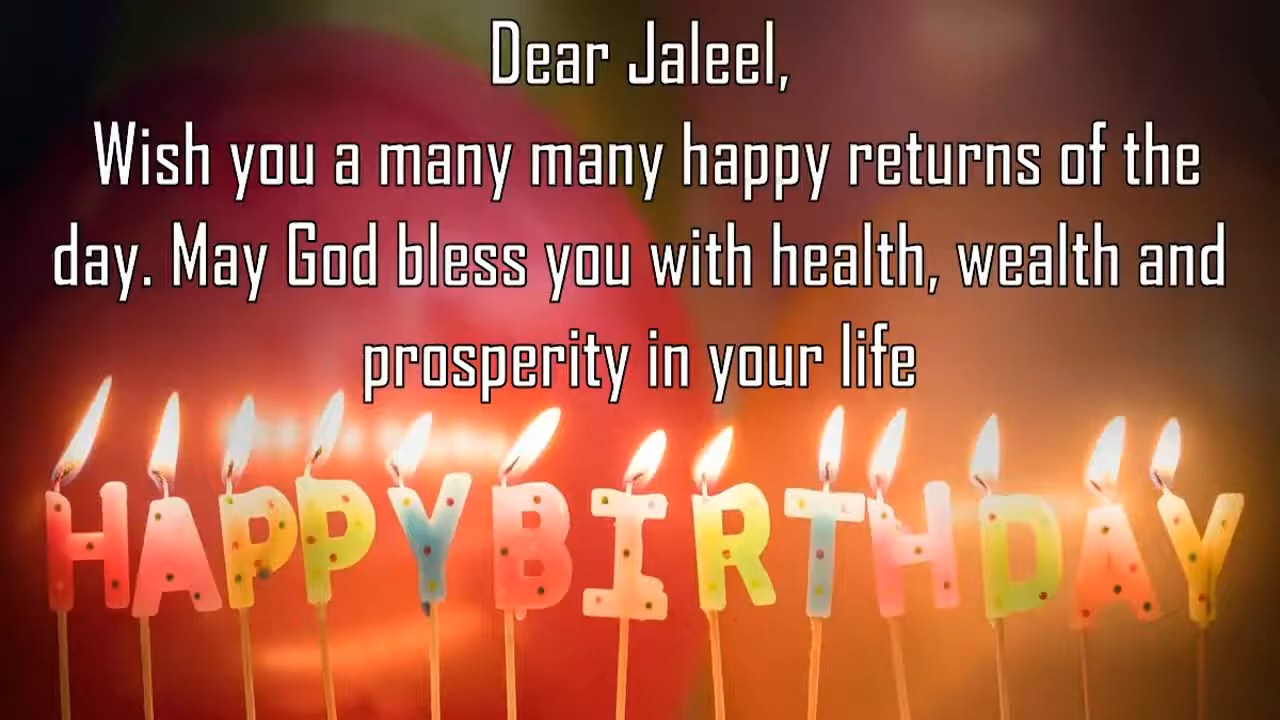 Dear Jaleel,
Wish you a many many happy returns of the
day. May God bless you with health, wealth and
prosperity in your life
HAPPYBIRTHDAY